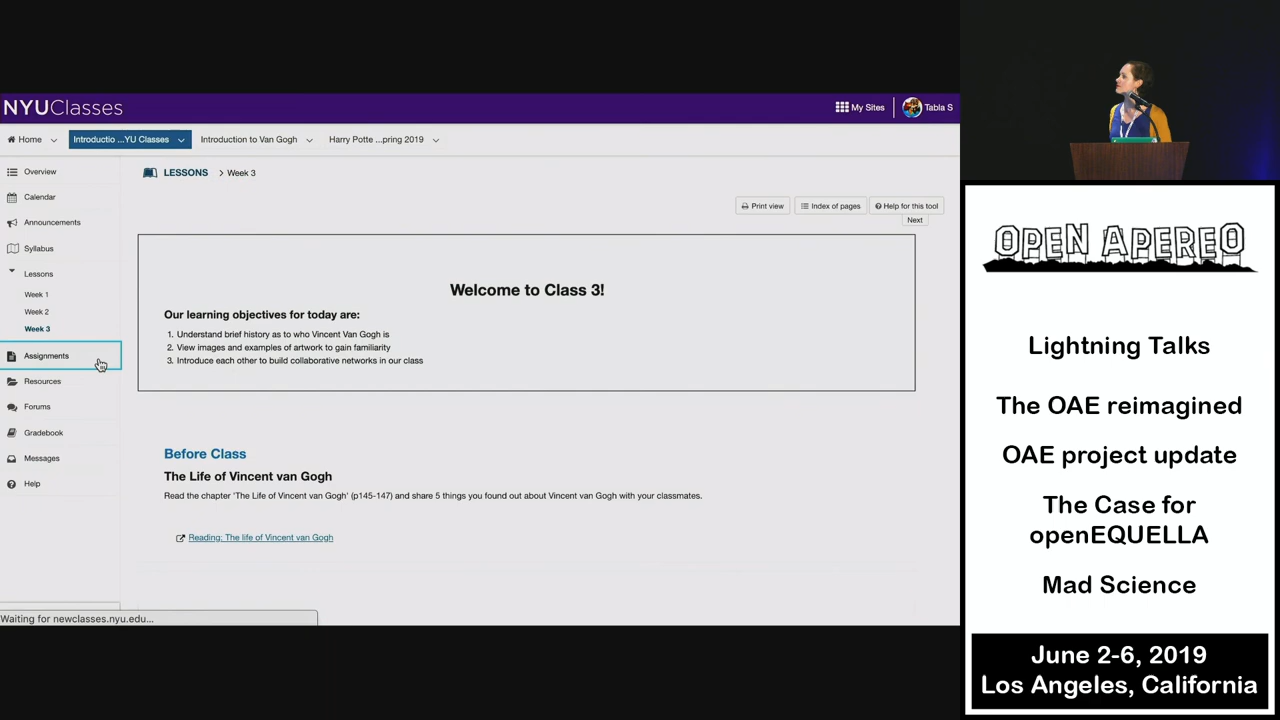 NYUClasses
My Sites
Tabla S
Home
Introductio ...YU Classes
Introduction to Van Gogh
Harry Potte ...pring 2019
Overview
Calendar
Announcements
Syllabus
Lessons
Week 1
Week 2
Week 3
Assignments
Resources
Forums
Gradebook
Messages
Help
LESSONS > Week 3
Print view
Index of pages
Help for this tool
Next
Welcome to Class 3!
Our learning objectives for today are:
1. Understand brief history as to who Vincent Van Gogh is
2. View images and examples of artwork to gain familiarity
3. Introduce each other to build collaborative networks in our class
Before Class
The Life of Vincent van Gogh
Read the chapter 'The Life of Vincent van Gogh' (p145-147) and share 5 things you found out about Vincent van Gogh with your classmates.
Reading: The life of Vincent van Gogh
Waiting for newclasses.nyu.edu...
OPEN APEREO
Lightning Talks
The OAE reimagined
OAE project update
The Case for
openEQUELLA
Mad Science
June 2-6, 2019
Los Angeles, California